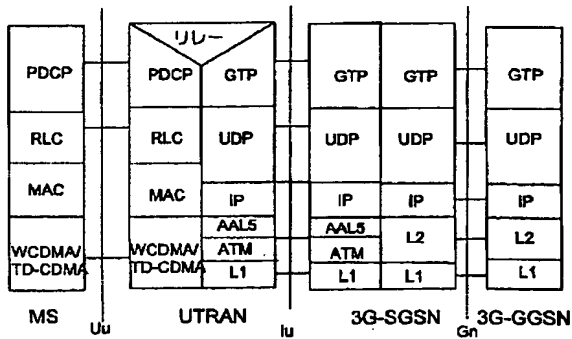 リレー
PDCP
PDCP
GTP
GTP
GTP
GTP
RLC
RLC
UDP
UDP
UDP
UDP
MAC
MAC
IP
IP
IP
IP
WCDMA/
TD-CDMA
WCDMA/
TD-CDMA
AAL5
ATM
L1
AAL5
ATM
L1
L2
L1
L2
L1
MS
Uu
UTRAN
Iu
3G-SGSN
Gn
3G-GGSN